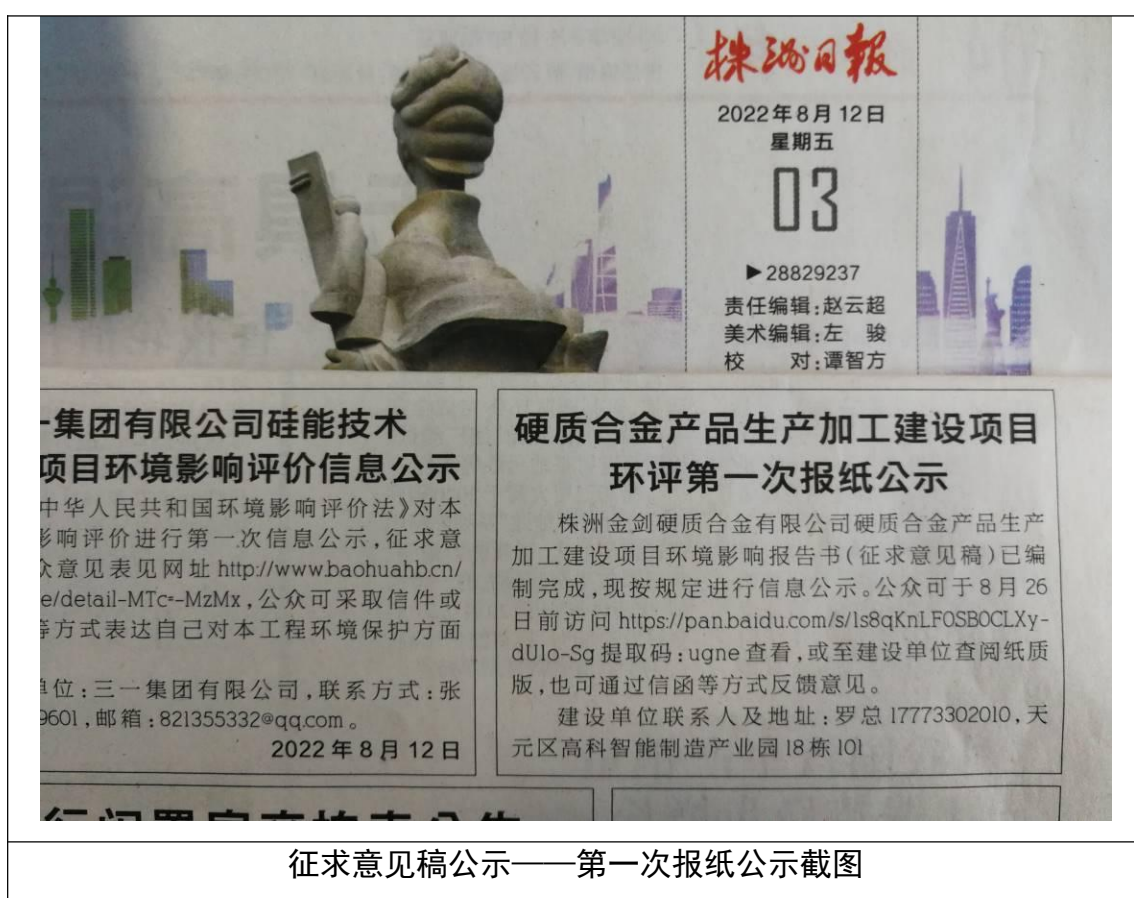 株洲日報
2022年8月12日
星期五
03
▶28829237
责任编辑:赵云超
美术编辑:左　骏
校　　对:谭智方
一集团有限公司硅能技术
项目环境影响评价信息公示
中华人民共和国环境影响评价法》对本
影响评价进行第一次信息公示,征求意
众意见表见网址 http://www.baohuahb.cn/
e/detail-MTc=-MzMx,公众可采取信件或
等方式表达自己对本工程环境保护方面
单位:三一集团有限公司,联系方式:张
9601,邮箱:821355332@qq.com。
2022年8月12日
硬质合金产品生产加工建设项目
环评第一次报纸公示
株洲金剑硬质合金有限公司硬质合金产品生产
加工建设项目环境影响报告书(征求意见稿)已编
制完成,现按规定进行信息公示。公众可于8月26
日前访问 https://pan.baidu.com/s/1s8qKnLFOSBOCLXy-
dUlo-Sg 提取码:ugne 查看,或至建设单位查阅纸质
版,也可通过信函等方式反馈意见。
建设单位联系人及地址:罗总 17773302010,天
元区高科智能制造产业园 18 栋 101
征求意见稿公示——第一次报纸公示截图